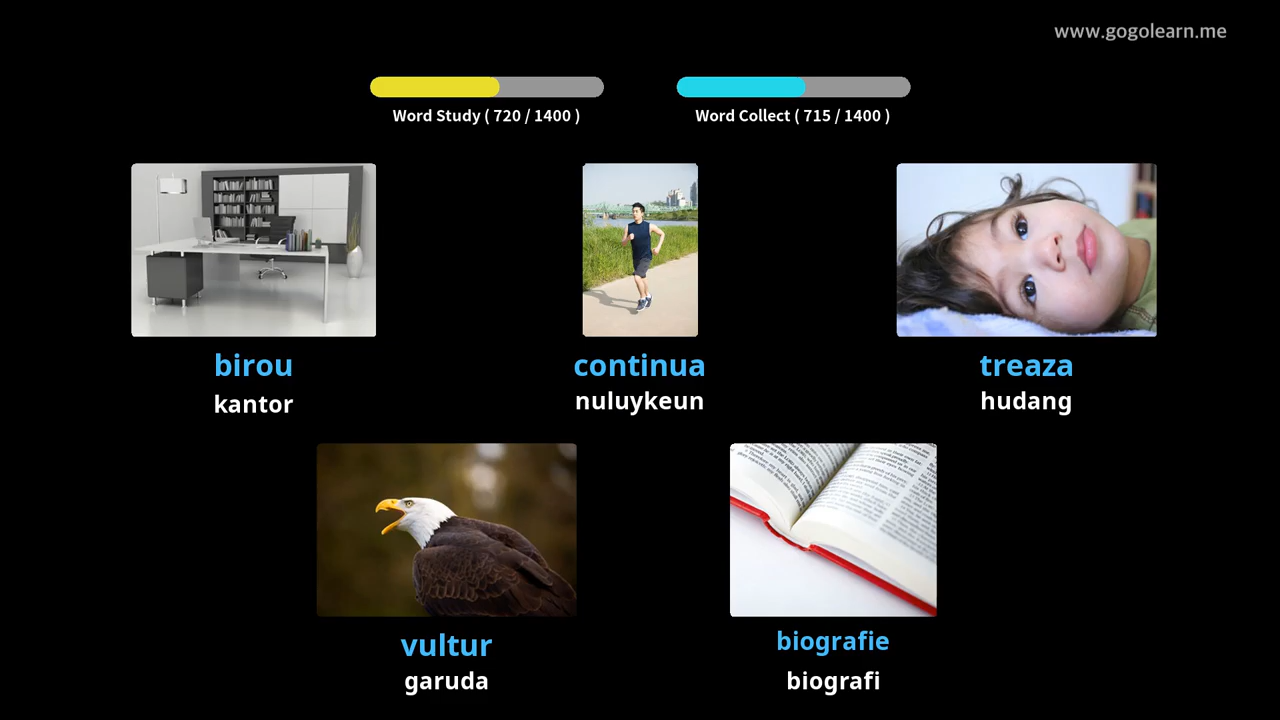 www.gogolearn.me
Word Study ( 720 / 1400 )
Word Collect ( 715 / 1400 )
birou
kantor
continua
nuluykeun
treaza
hudang
vultur
garuda
biografie
biografi